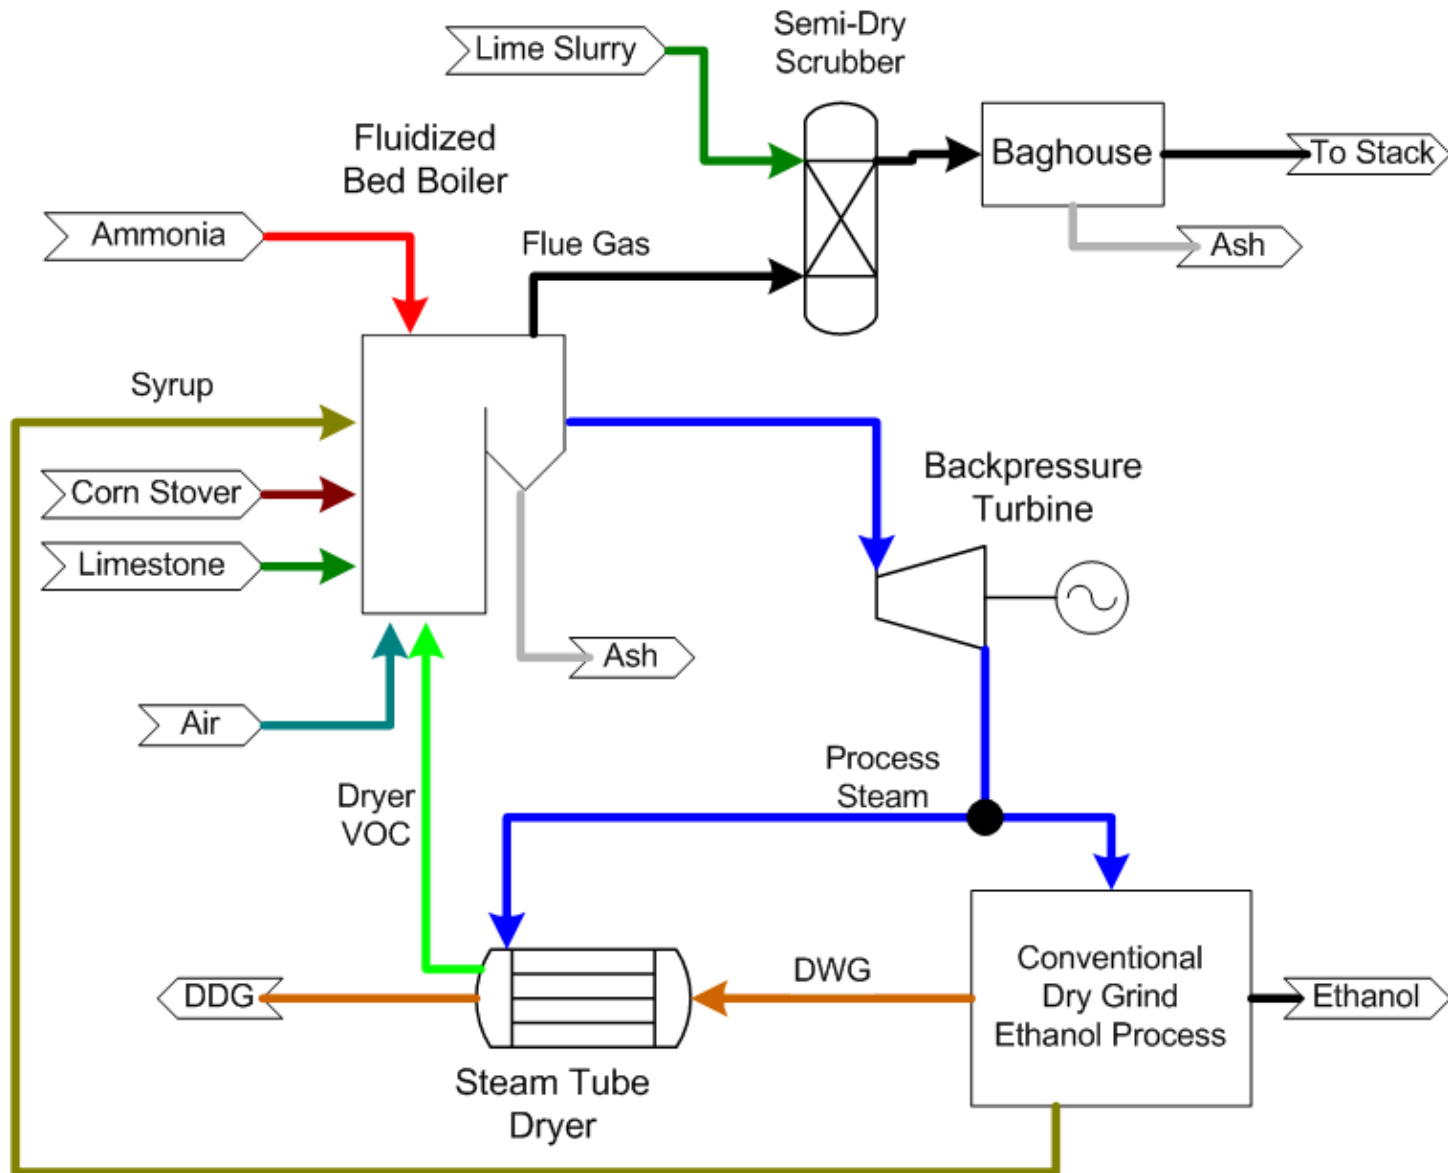 Semi-Dry
Scrubber
Lime Slurry
Fluidized
Bed Boiler
Baghouse
To Stack
Ammonia
Flue Gas
Ash
Syrup
Corn Stover
Backpressure
Turbine
Limestone
Ash
Air
Process
Steam
Dryer
VOC
DDG
DWG
Conventional
Dry Grind
Ethanol Process
Ethanol
Steam Tube
Dryer